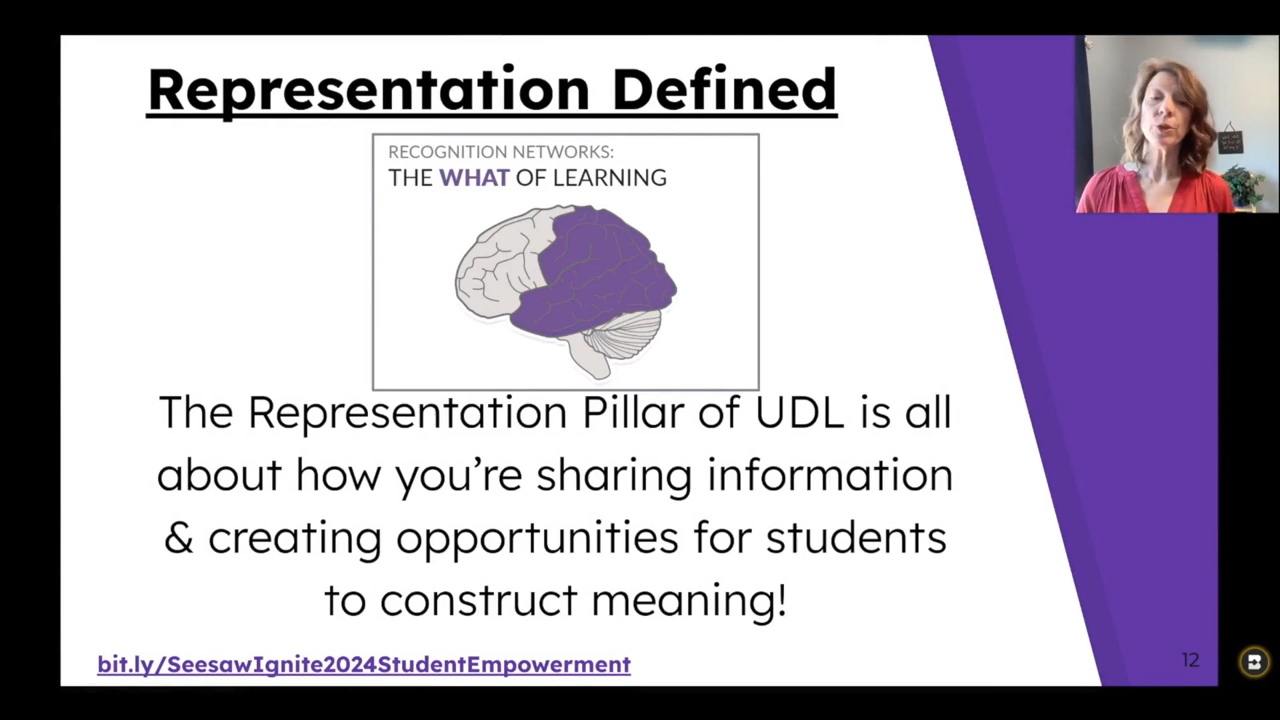 Representation Defined
RECOGNITION NETWORKS:
THE WHAT OF LEARNING
The Representation Pillar of UDL is all
about how you’re sharing information
& creating opportunities for students
to construct meaning!
bit.ly/SeesawIgnite2024StudentEmpowerment
12